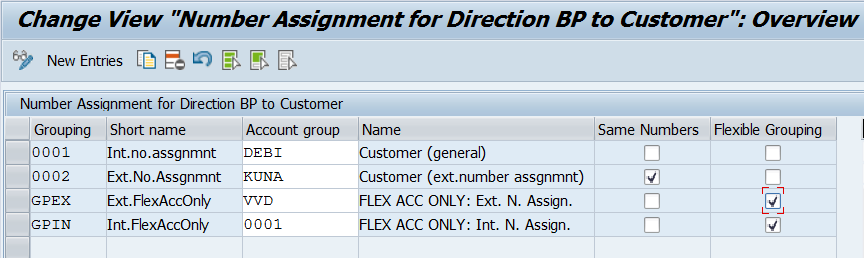 Change View "Number Assignment for Direction BP to Customer": Overview
New Entries
Number Assignment for Direction BP to Customer
Grouping Short name Account group Name Same Numbers Flexible Grouping
0001 Int.no.assgnmnt DEBI Customer (general)
0002 Ext.No.Assgnmnt KUNA Customer (ext.number assgnmnt)
GPEX Ext.FlexAccOnly VVD FLEX ACC ONLY: Ext. N. Assign.
GPIN Int.FlexAccOnly 0001 FLEX ACC ONLY: Int. N. Assign.